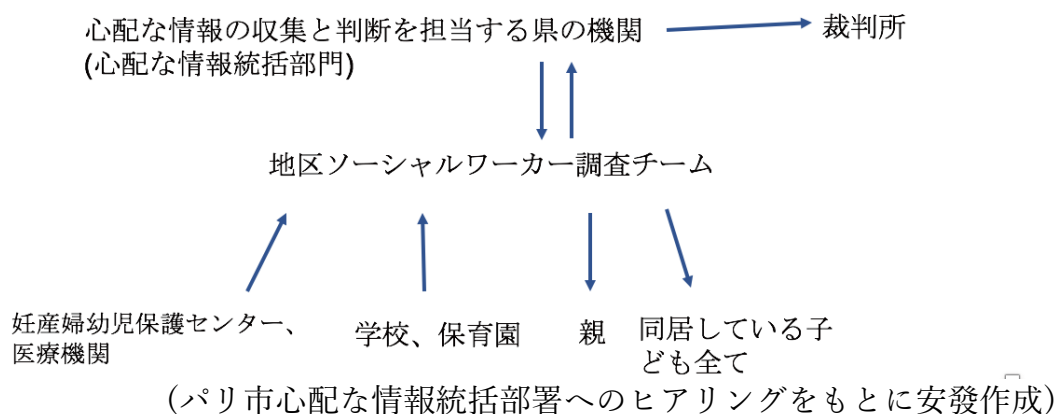 心配な情報の収集と判断を担当する県の機関
(心配な情報統括部門)
裁判所
地区ソーシャルワーカー調査チーム
妊産婦幼児保護センター、
医療機関
学校、保育園
親
同居している子
ども全て
(パリ市心配な情報統括部署へのヒアリングをもとに安發作成)